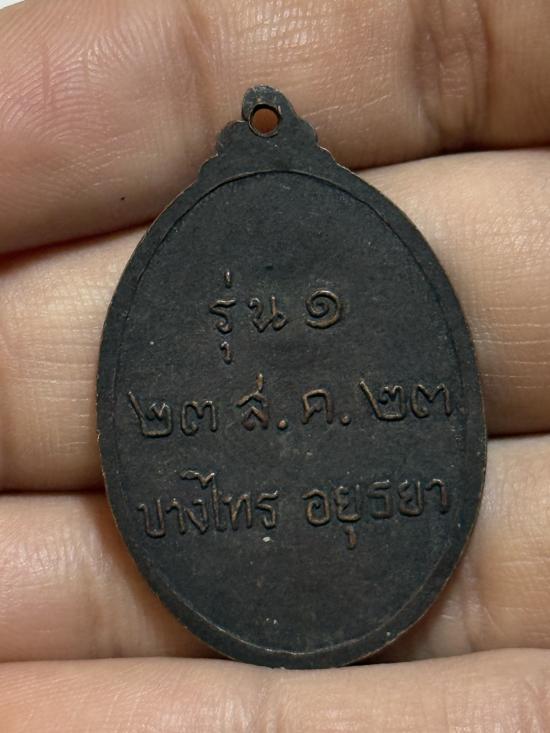 รุ่น ๑
๒๓ ส.ค. ๒๓
บางไทร อยุธยา